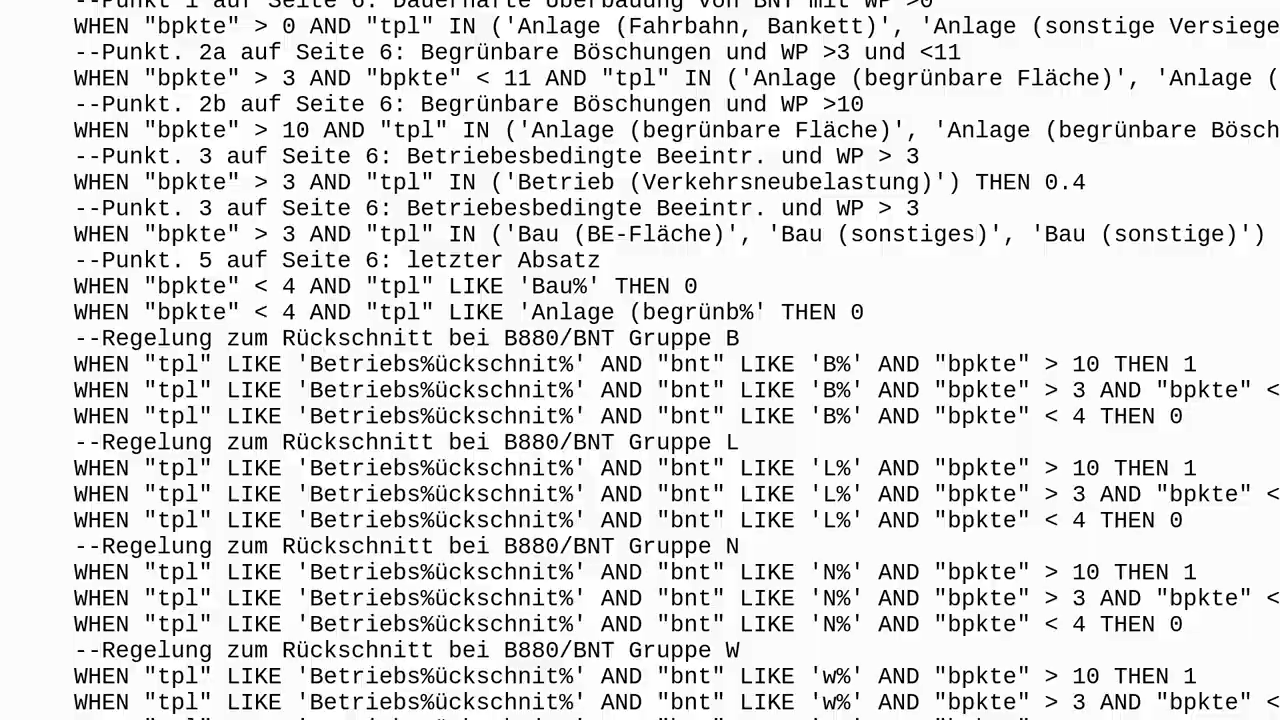 --Punkt 1 auf Seite 6: Dauerhafte Überbauung von BNT mit WP >0
WHEN "bpkte" > 0 AND "tpl" IN ('Anlage (Fahrbahn, Bankett)', 'Anlage (sonstige Versiege
--Punkt. 2a auf Seite 6: Begrünbare Böschungen und WP >3 und <11
WHEN "bpkte" > 3 AND "bpkte" < 11 AND "tpl" IN ('Anlage (begrünbare Fläche)', 'Anlage (
--Punkt. 2b auf Seite 6: Begrünbare Böschungen und WP >10
WHEN "bpkte" > 10 AND "tpl" IN ('Anlage (begrünbare Fläche)', 'Anlage (begrünbare Bösch
--Punkt. 3 auf Seite 6: Betriebesbedingte Beeintr. und WP > 3
WHEN "bpkte" > 3 AND "tpl" IN ('Betrieb (Verkehrsneubelastung)') THEN 0.4
--Punkt. 3 auf Seite 6: Betriebesbedingte Beeintr. und WP > 3
WHEN "bpkte" > 3 AND "tpl" IN ('Bau (BE-Fläche)', 'Bau (sonstiges)', 'Bau (sonstige)')
--Punkt. 5 auf Seite 6: letzter Absatz
WHEN "bpkte" < 4 AND "tpl" LIKE 'Bau%' THEN 0
WHEN "bpkte" < 4 AND "tpl" LIKE 'Anlage (begrünb%' THEN 0
--Regelung zum Rückschnitt bei B880/BNT Gruppe B
WHEN "tpl" LIKE 'Betriebs%ückschnit%' AND "bnt" LIKE 'B%' AND "bpkte" > 10 THEN 1
WHEN "tpl" LIKE 'Betriebs%ückschnit%' AND "bnt" LIKE 'B%' AND "bpkte" > 3 AND "bpkte" <
WHEN "tpl" LIKE 'Betriebs%ückschnit%' AND "bnt" LIKE 'B%' AND "bpkte" < 4 THEN 0
--Regelung zum Rückschnitt bei B880/BNT Gruppe L
WHEN "tpl" LIKE 'Betriebs%ückschnit%' AND "bnt" LIKE 'L%' AND "bpkte" > 10 THEN 1
WHEN "tpl" LIKE 'Betriebs%ückschnit%' AND "bnt" LIKE 'L%' AND "bpkte" > 3 AND "bpkte" <
WHEN "tpl" LIKE 'Betriebs%ückschnit%' AND "bnt" LIKE 'L%' AND "bpkte" < 4 THEN 0
--Regelung zum Rückschnitt bei B880/BNT Gruppe N
WHEN "tpl" LIKE 'Betriebs%ückschnit%' AND "bnt" LIKE 'N%' AND "bpkte" > 10 THEN 1
WHEN "tpl" LIKE 'Betriebs%ückschnit%' AND "bnt" LIKE 'N%' AND "bpkte" > 3 AND "bpkte" <
WHEN "tpl" LIKE 'Betriebs%ückschnit%' AND "bnt" LIKE 'N%' AND "bpkte" < 4 THEN 0
--Regelung zum Rückschnitt bei B880/BNT Gruppe W
WHEN "tpl" LIKE 'Betriebs%ückschnit%' AND "bnt" LIKE 'w%' AND "bpkte" > 10 THEN 1
WHEN "tpl" LIKE 'Betriebs%ückschnit%' AND "bnt" LIKE 'w%' AND "bpkte" > 3 AND "bpkte" <